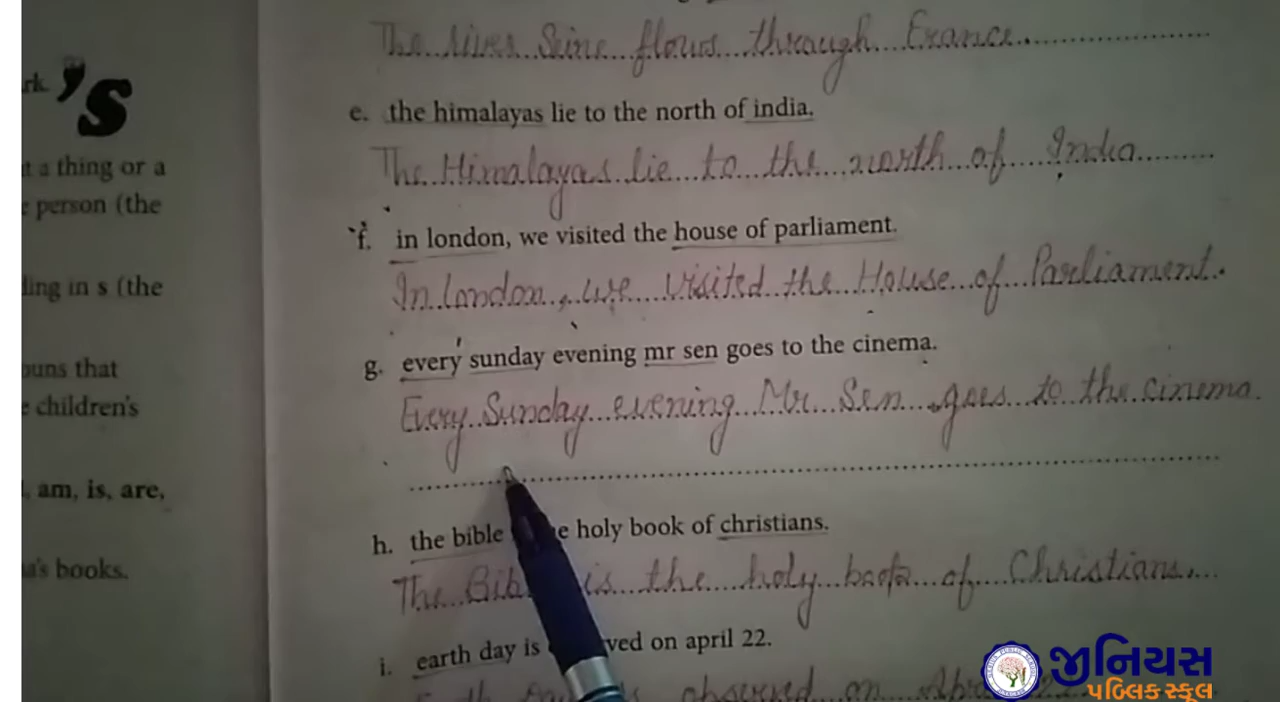 The river Seine flows through France.
rk.
's
e. the himalayas lie to the north of india.
The Himalayas lie to the north of India.
t a thing or a
person (the
f. in london, we visited the house of parliament.
In london, we visited the House of Parliament.
ling in s (the
g. every sunday evening mr sen goes to the cinema.
Every Sunday evening Mr. Sen goes to the cinema.
ouns that
children's
am, is, are,
h. the bible holy book of christians.
The Bib is the holy book of Christians.
a's books.
i. earth day is ved on april 22.
observed on
જીનિયસ
પબ્લિક સ્કૂલ